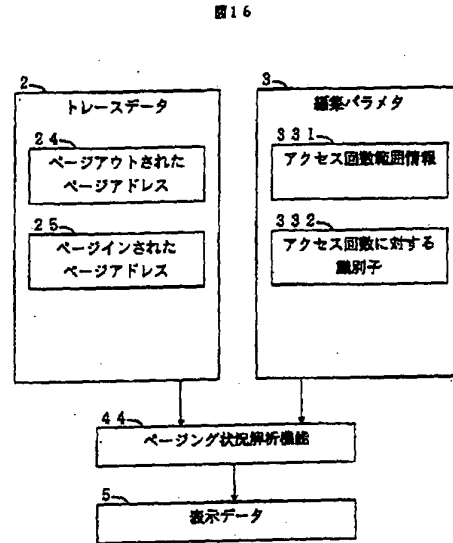 図16
2
トレースデータ
24
ページアウトされた
ページアドレス
25
ページインされた
ページアドレス
3
編集パラメタ
331
アクセス回数範囲情報
332
アクセス回数に対する
識別子
44
ページング状況解析機能
5
表示データ